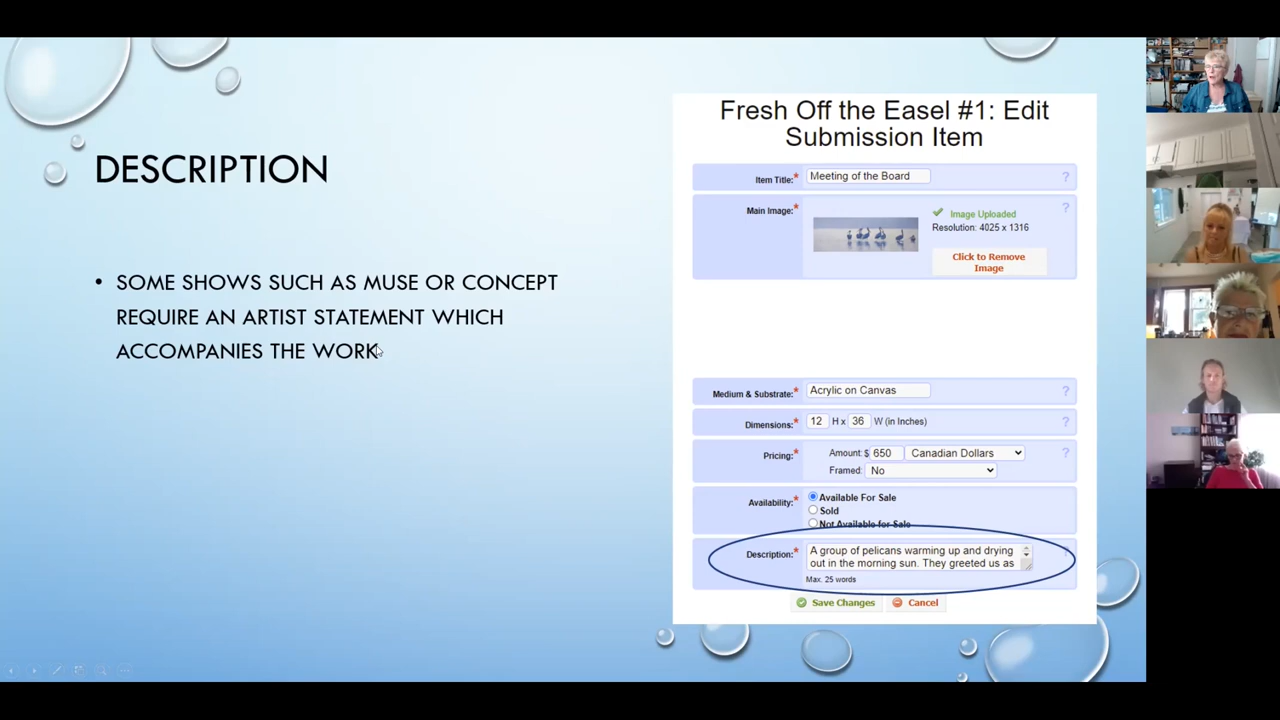 DESCRIPTION
• SOME SHOWS SUCH AS MUSE OR CONCEPT
REQUIRE AN ARTIST STATEMENT WHICH
ACCOMPANIES THE WORK
Fresh Off the Easel #1: Edit
Submission Item
Item Title:* Meeting of the Board ?
Main Image:* Image Uploaded ?
Resolution: 4025 x 1316
Click to Remove
Image
Medium & Substrate:* Acrylic on Canvas ?
Dimensions:* 12 H x 36 W (in Inches) ?
Pricing:* Amount: $ 650 Canadian Dollars ?
Framed: No
Availability:* Available For Sale
Sold
Not Available for Sale
Description:* A group of pelicans warming up and drying
out in the morning sun. They greeted us as
Max. 25 words
Save Changes Cancel